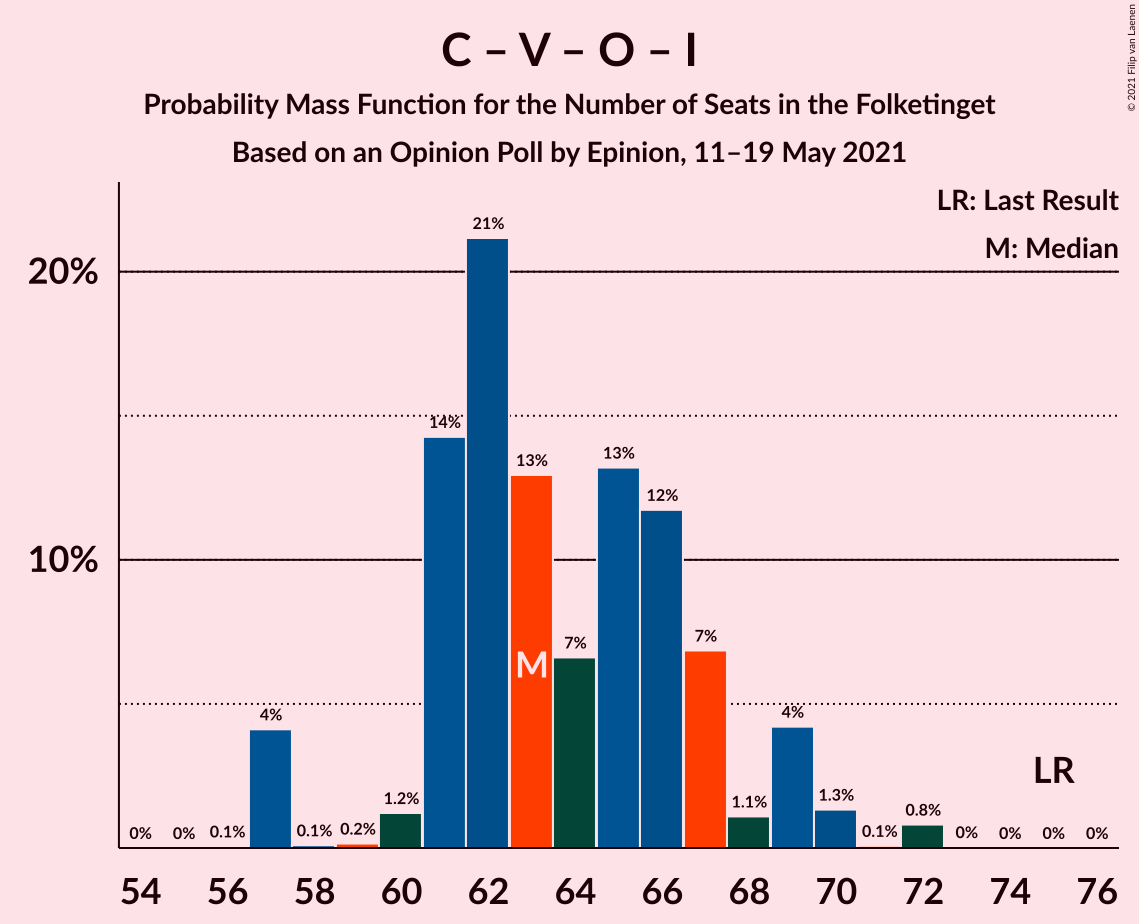 C – V – O – I
Probability Mass Function for the Number of Seats in the Folketinget
Based on an Opinion Poll by Epinion, 11–19 May 2021
© 2021 Filip van Laenen
LR: Last Result
M: Median
20%
10%
0% 0% 0.1% 4% 0.1% 0.2% 1.2% 14% 21% 13% 7% 13% 12% 7% 1.1% 4% 1.3% 0.1% 0.8% 0% 0% 0% 0%
M
LR
54 56 58 60 62 64 66 68 70 72 74 76